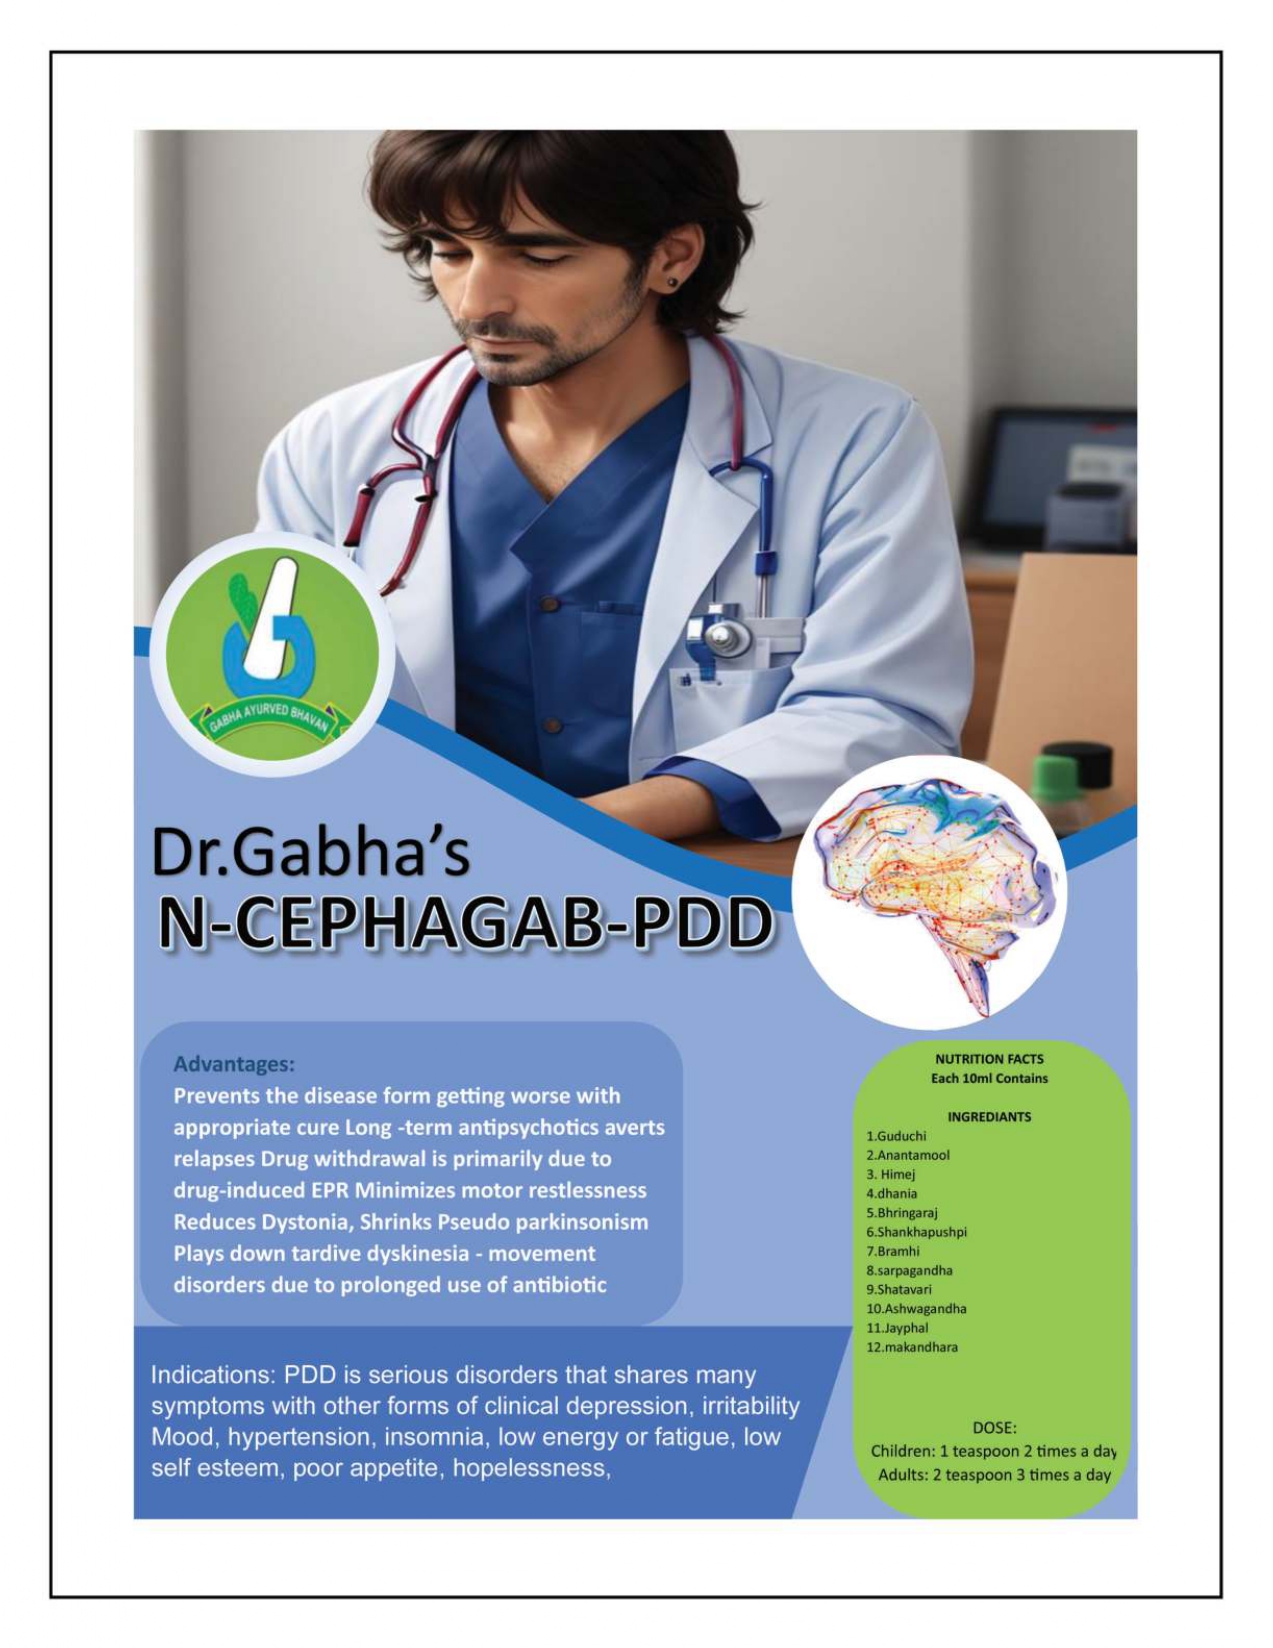 GABHA AYURVED BHAVAN
Dr.Gabha's
N-CEPHAGAB-PDD
Advantages:
Prevents the disease form getting worse with
appropriate cure Long -term antipsychotics averts
relapses Drug withdrawal is primarily due to
drug-induced EPR Minimizes motor restlessness
Reduces Dystonia, Shrinks Pseudo parkinsonism
Plays down tardive dyskinesia - movement
disorders due to prolonged use of antibiotic
Indications: PDD is serious disorders that shares many
symptoms with other forms of clinical depression, irritability
Mood, hypertension, insomnia, low energy or fatigue, low
self esteem, poor appetite, hopelessness,
NUTRITION FACTS
Each 10ml Contains
INGREDIANTS
1.Guduchi
2.Anantamool
3. Himej
4.dhania
5.Bhringaraj
6.Shankhapushpi
7.Bramhi
8.sarpagandha
9.Shatavari
10.Ashwagandha
11.Jayphal
12.makandhara
DOSE:
Children: 1 teaspoon 2 times a day
Adults: 2 teaspoon 3 times a day